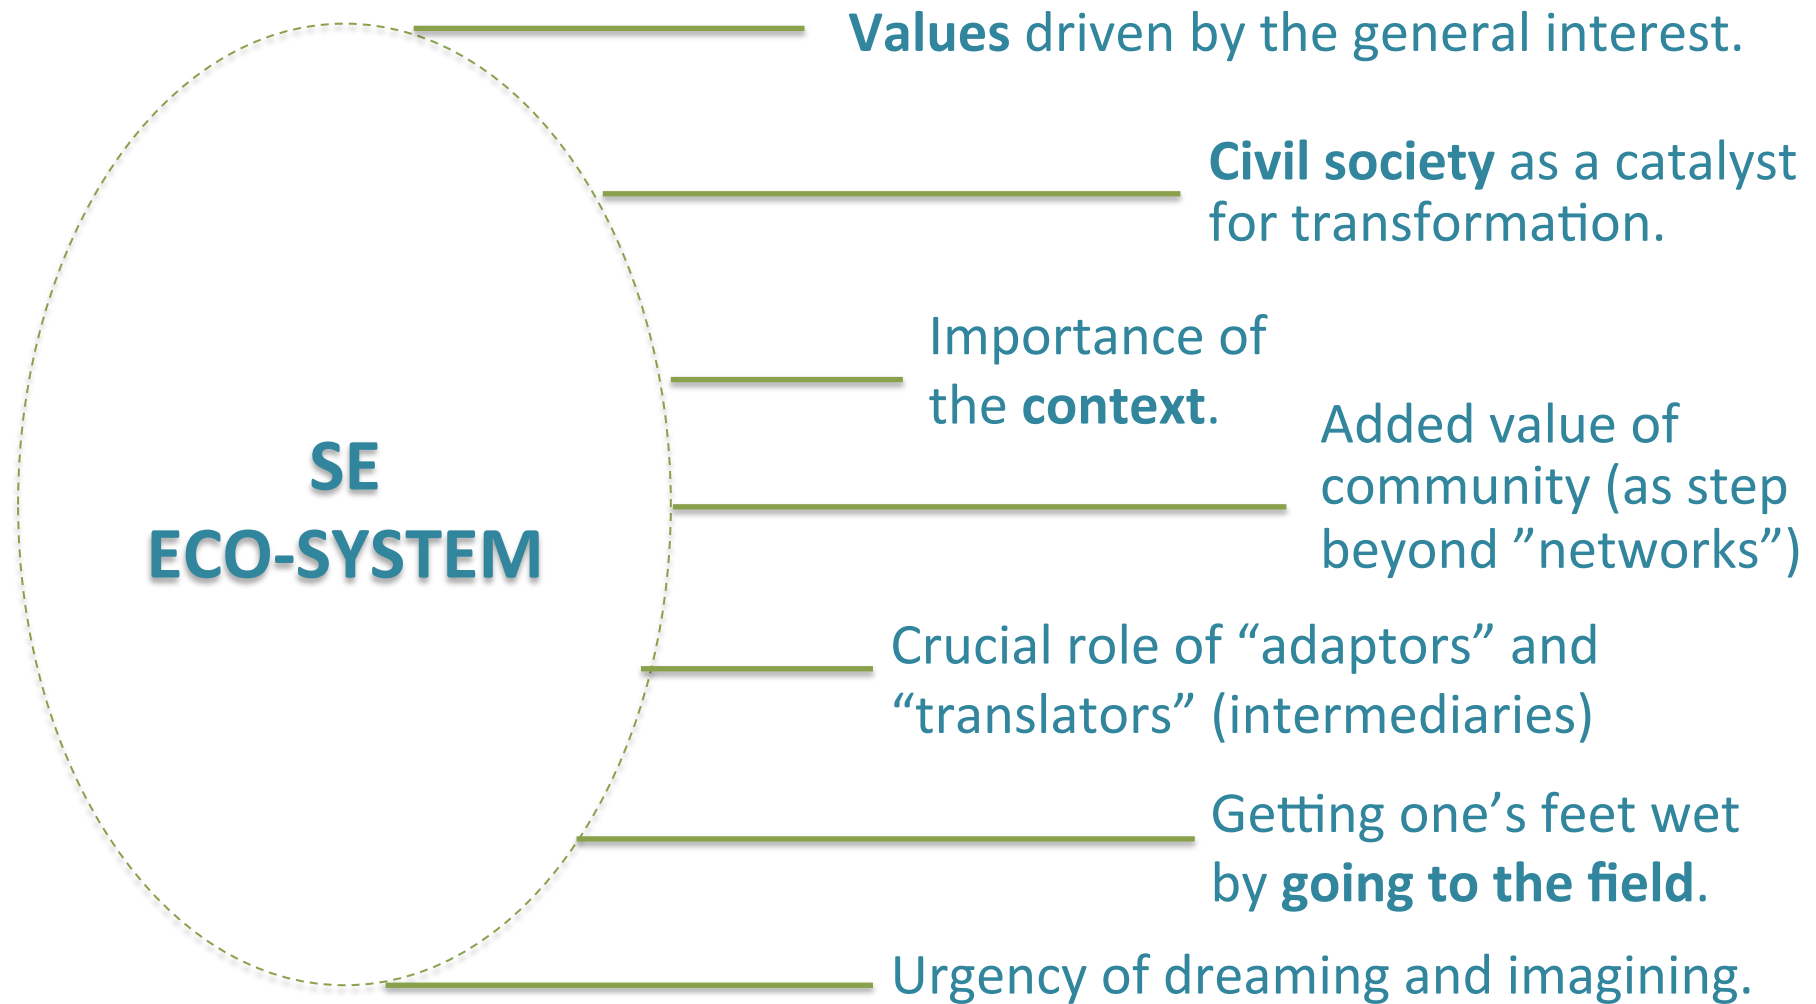 Values driven by the general interest.
Civil society as a catalyst
for transformation.
Importance of
the context.
SE
ECO-SYSTEM
Added value of
community (as step
beyond ”networks”)
Crucial role of “adaptors” and
“translators” (intermediaries)
Getting one’s feet wet
by going to the field.
Urgency of dreaming and imagining.